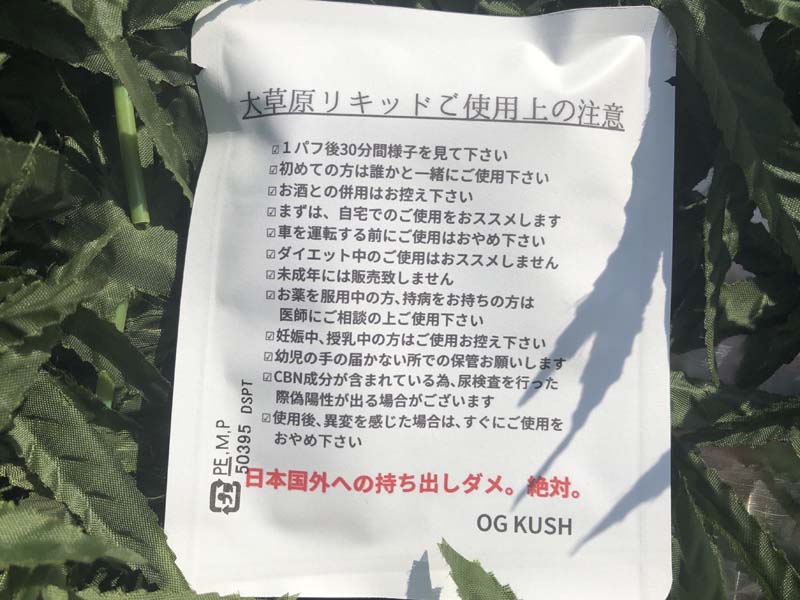 大草原リキッドご使用上の注意
☑1パフ後30分間様子を見て下さい
☑初めての方は誰かと一緒にご使用下さい
☑お酒との併用はお控え下さい
☑まずは、自宅でのご使用をおススメします
☑車を運転する前にご使用はおやめ下さい
☑ダイエット中のご使用はおススメしません
☑未成年には販売致しません
☑お薬を服用中の方、持病をお持ちの方は
医師にご相談の上ご使用下さい
☑妊娠中、授乳中の方はご使用お控え下さい
☑幼児の手の届かない所での保管お願いします
☑CBN成分が含まれている為、尿検査を行った
際偽陽性が出る場合がございます
☑使用後、異変を感じた場合は、すぐにご使用を
おやめ下さい
日本国外への持ち出しダメ。絶対。
OG KUSH
プラ
PE,M,P
50395 DSPT